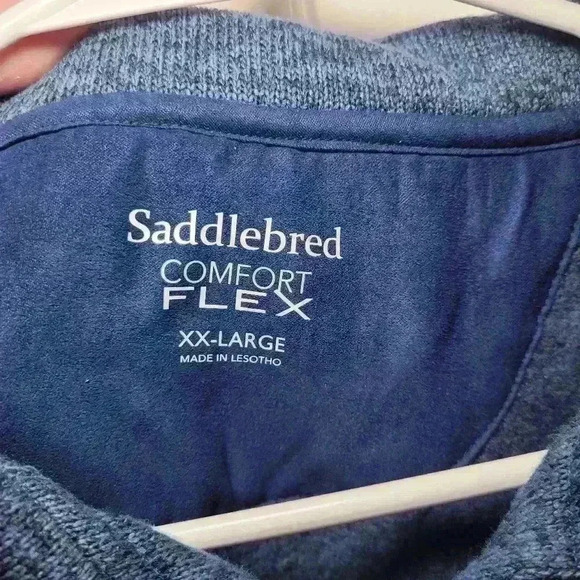 Saddlebred
COMFORT
FLEX
XX-LARGE
MADE IN LESOTHO